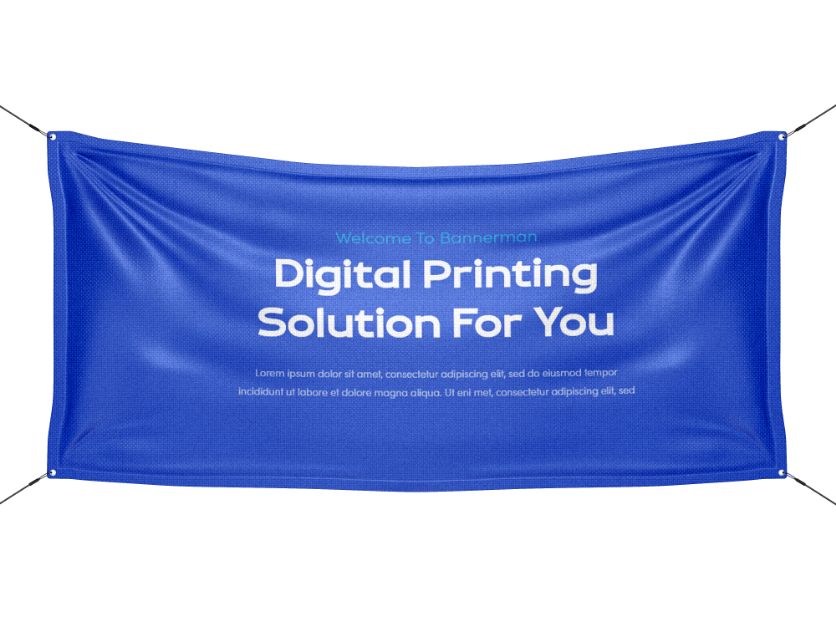 Welcome To Bannerman
Digital Printing
Solution For You
Lorem ipsum dolor sit amet, consectetur adipiscing elit, sed do eiusmod tempor
incididunt ut labore et dolore magna aliqua. Ut eni met, consectetur adipiscing elit, sed